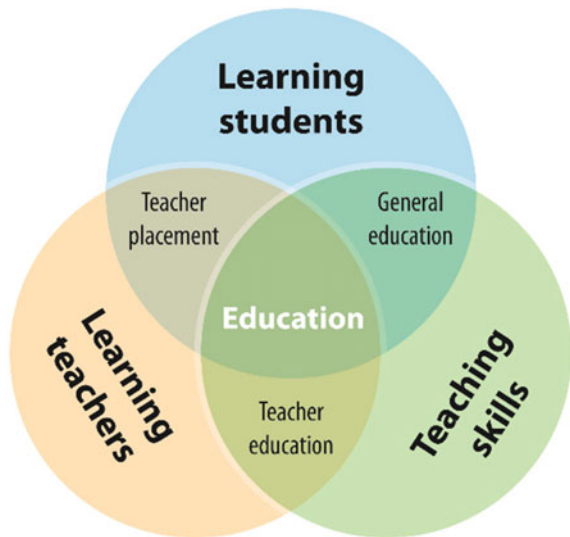 Learning
students
Teacher
placement
General
education
Education
Learning
teachers
Teacher
education
Teaching
skills